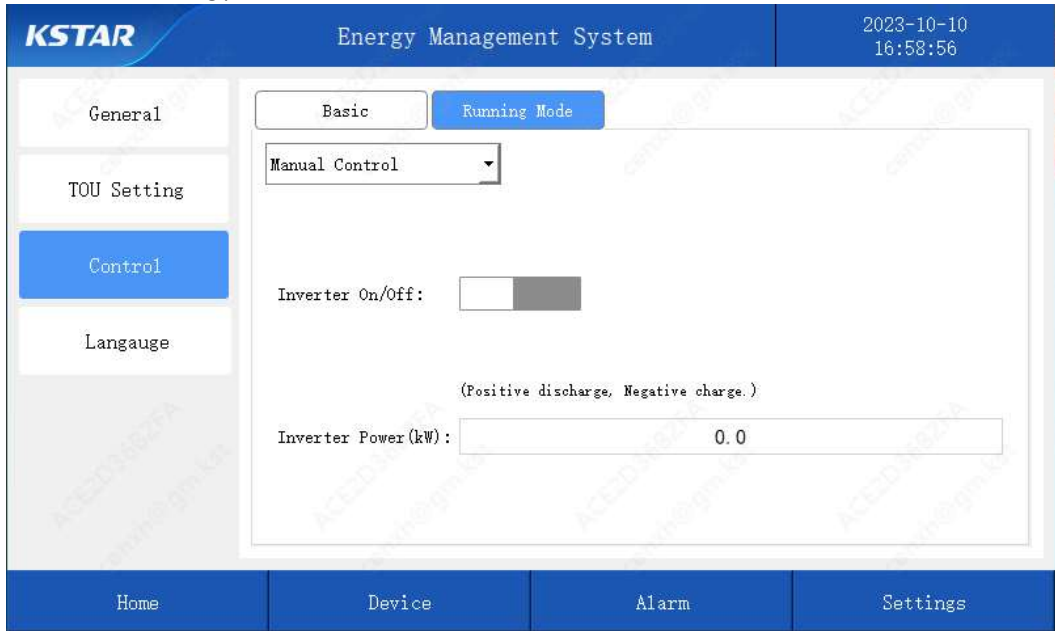 KSTAR
Energy Management System
2023-10-10
16:58:56
General
TOU Setting
Control
Langauge
Basic
Running Mode
Manual Control
Inverter On/Off:
(Positive discharge, Negative charge.)
Inverter Power(kW):
0.0
Home
Device
Alarm
Settings